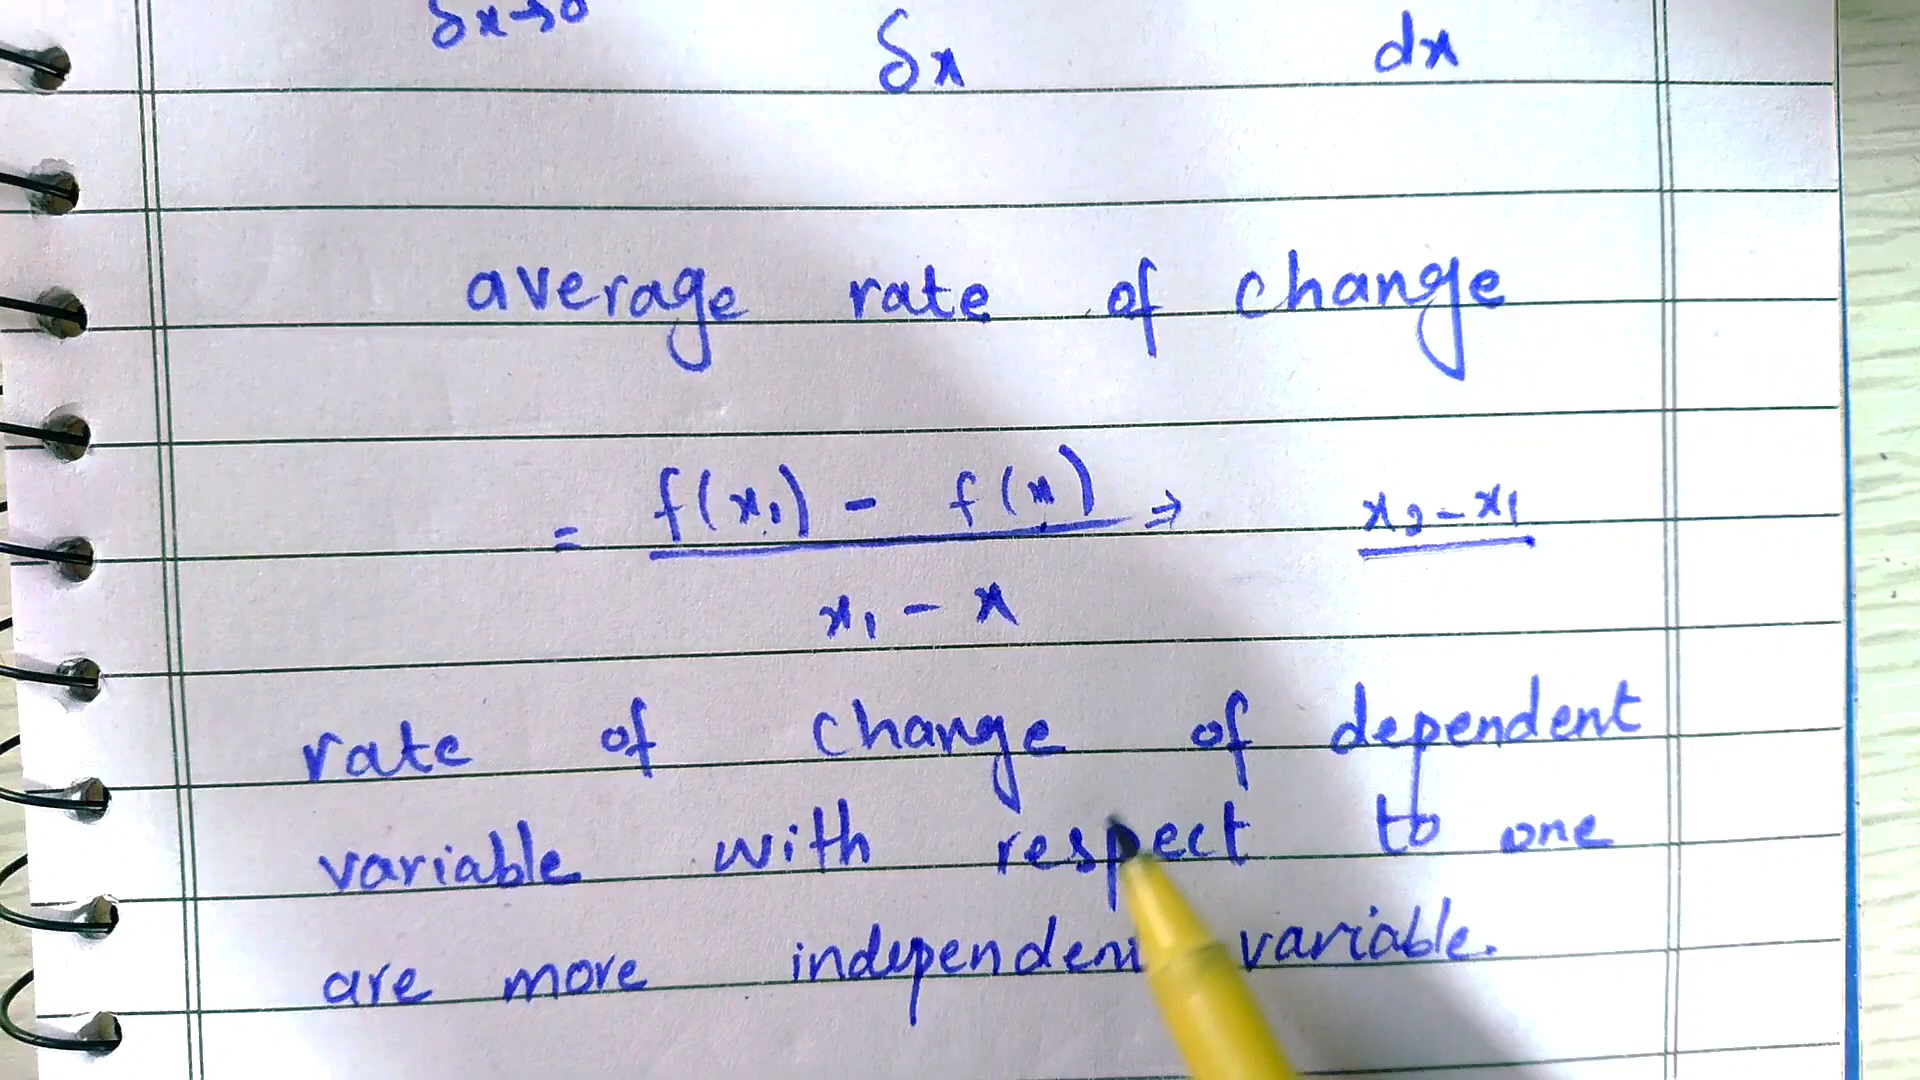 δx→0 δx dx
average rate of change
= f(x₁) - f(x) ⇒ x₂-x₁
x₁ - x
rate of change of dependent
variable with respect to one
are more independent variable.